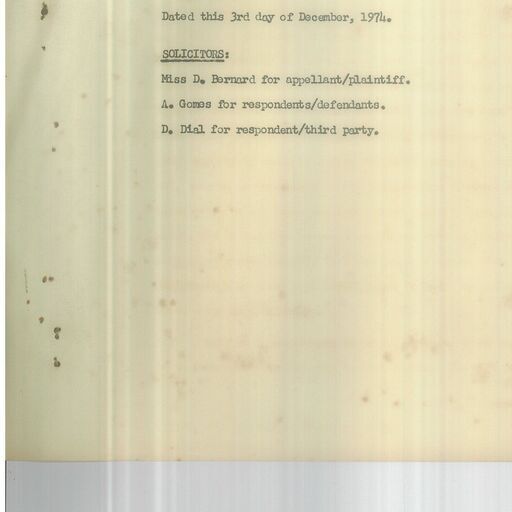 Dated this 3rd day of December, 1974.
SOLICITORS:
Miss D. Bernard for appellant/plaintiff.
A. Gomes for respondents/defendants.
D. Dial for respondent/third party.